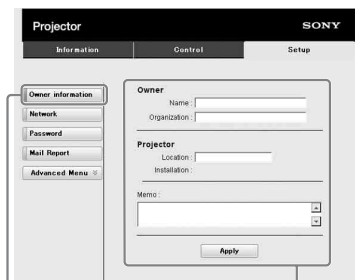 Projector SONY
Information Control Setup
Owner information
Network
Password
Mail Report
Advanced Menu
Owner
Name :
Organization :
Projector
Location :
Installation :
Memo :
Apply